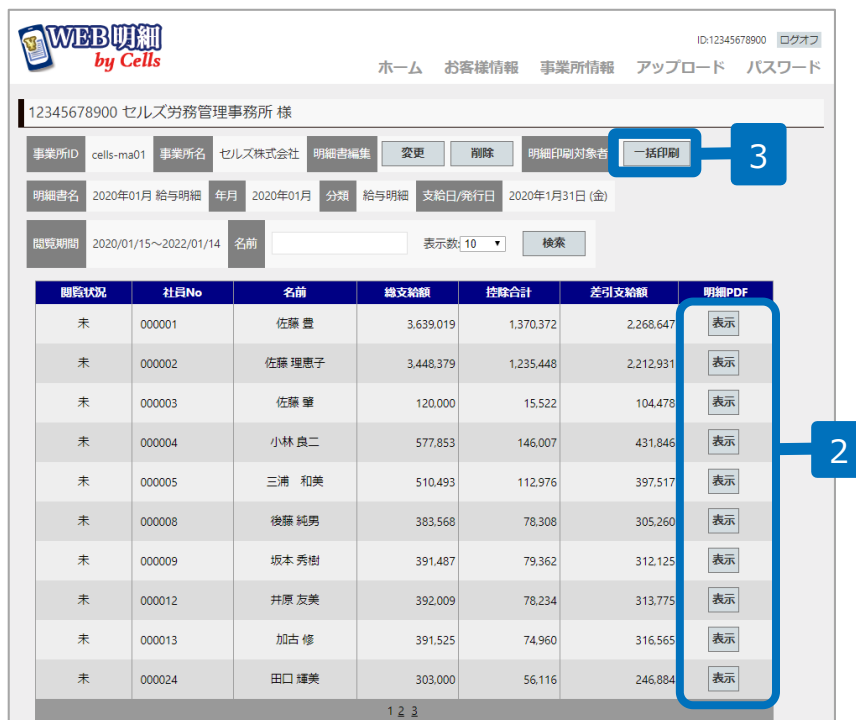 WEB明細
by Cells
ID:12345678900 ログオフ
ホーム お客様情報 事業所情報 アップロード パスワード
12345678900 セルズ労務管理事務所 様
事業所ID cells-ma01 事業所名 セルズ株式会社 明細書編集 変更 削除 明細印刷対象者 一括印刷 3
明細書名 2020年01月 給与明細 年月 2020年01月 分類 給与明細 支給日/発行日 2020年1月31日 (金)
閲覧期間 2020/01/15～2022/01/14 名前 表示数: 10 ▼ 検索
閲覧状況 社員No 名前 総支給額 控除合計 差引支給額 明細PDF
未 000001 佐藤 豊 3,639,019 1,370,372 2,268,647 表示
未 000002 佐藤 理恵子 3,448,379 1,235,448 2,212,931 表示
未 000003 佐藤 肇 120,000 15,522 104,478 表示
未 000004 小林 良二 577,853 146,007 431,846 表示
2
未 000005 三浦　和美 510,493 112,976 397,517 表示
未 000008 後藤 純男 383,568 78,308 305,260 表示
未 000009 坂本 秀樹 391,487 79,362 312,125 表示
未 000012 井原 友美 392,009 78,234 313,775 表示
未 000013 加古 修 391,525 74,960 316,565 表示
未 000024 田口 輝美 303,000 56,116 246,884 表示
1 2 3